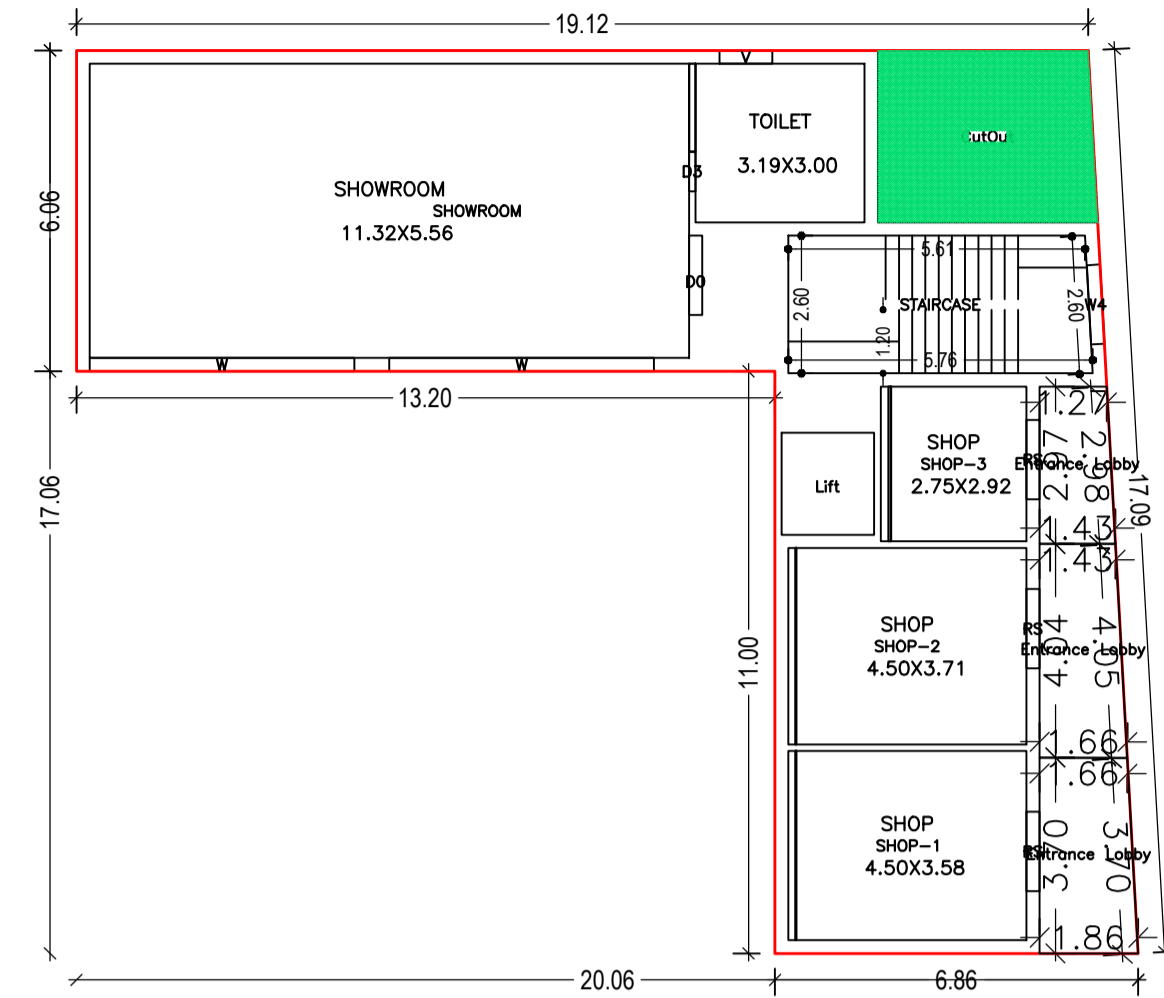 19.12
V
TOILET
3.19X3.00
CutOu
D3
SHOWROOM
SHOWROOM
11.32X5.56
6.06
D0
5.61
2.60
STAIRCASE
2.60
W4
1.20
5.76
W
W
13.20
1.27
SHOP
SHOP-3
2.75X2.92
RS
Entrance Lobby
2.97
2.98
17.09
Lift
17.06
1.43
1.43
SHOP
SHOP-2
4.50X3.71
RS
Entrance Lobby
4.04
4.05
11.00
1.66
1.66
SHOP
SHOP-1
4.50X3.58
RS
Entrance Lobby
3.70
3.70
1.86
20.06
6.86